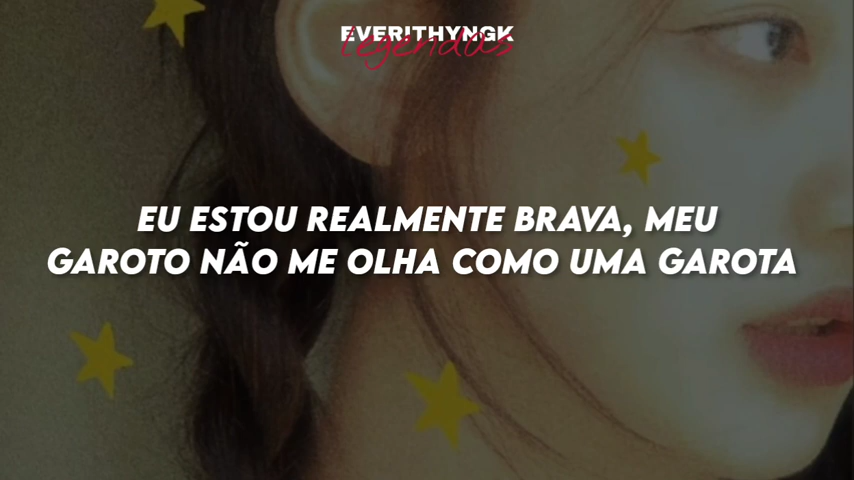 EVERITHYNGK
legendas
EU ESTOU REALMENTE BRAVA, MEU
GAROTO NÃO ME OLHA COMO UMA GAROTA